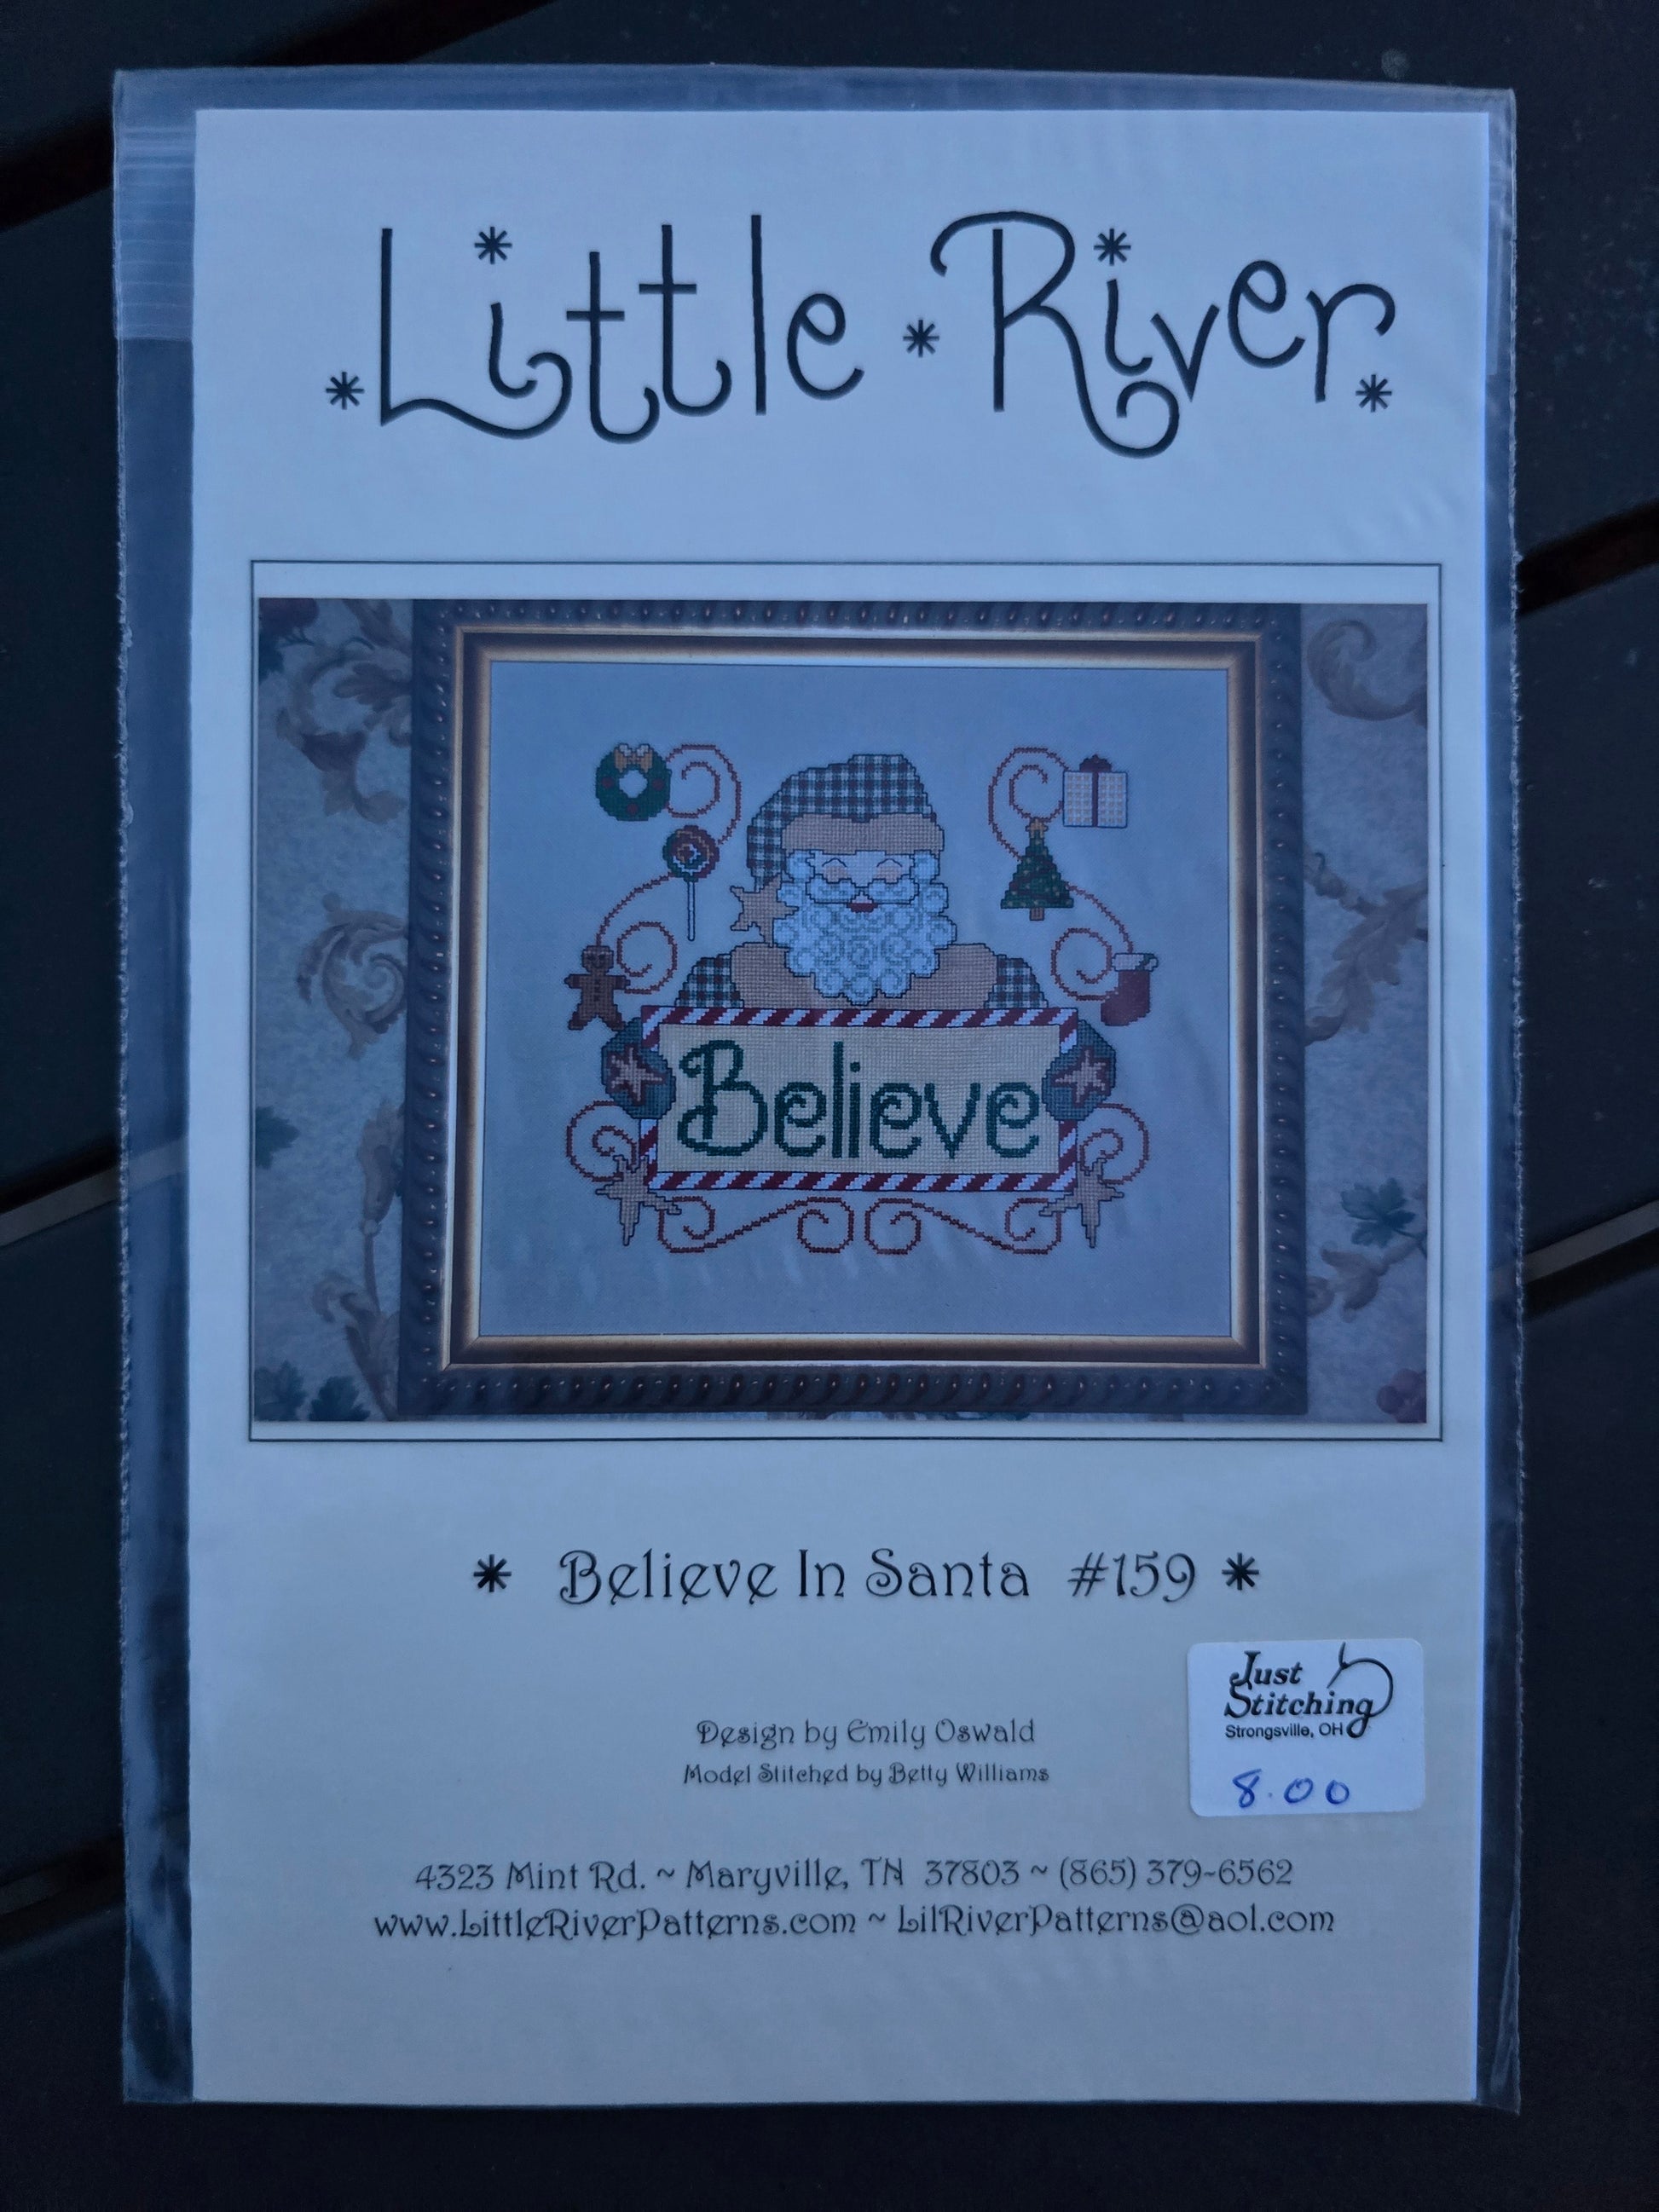 Little * River
Believe
* Believe In Santa #159 *
Just
Stitching
Strongsville, OH
8.00
Design by Emily Oswald
Model Stitched by Betty Williams
4323 Mint Rd. ~ Maryville, TN 37803 ~ (865) 379-6562
www.LittleRiverPatterns.com ~ LilRiverPatterns@aol.com